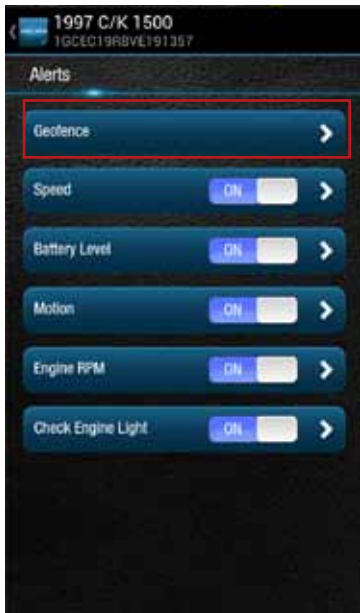 1997 C/K 1500
1GCEC19R8VE191357
Alerts
Geofence
Speed ON
Battery Level ON
Motion ON
Engine RPM ON
Check Engine Light ON